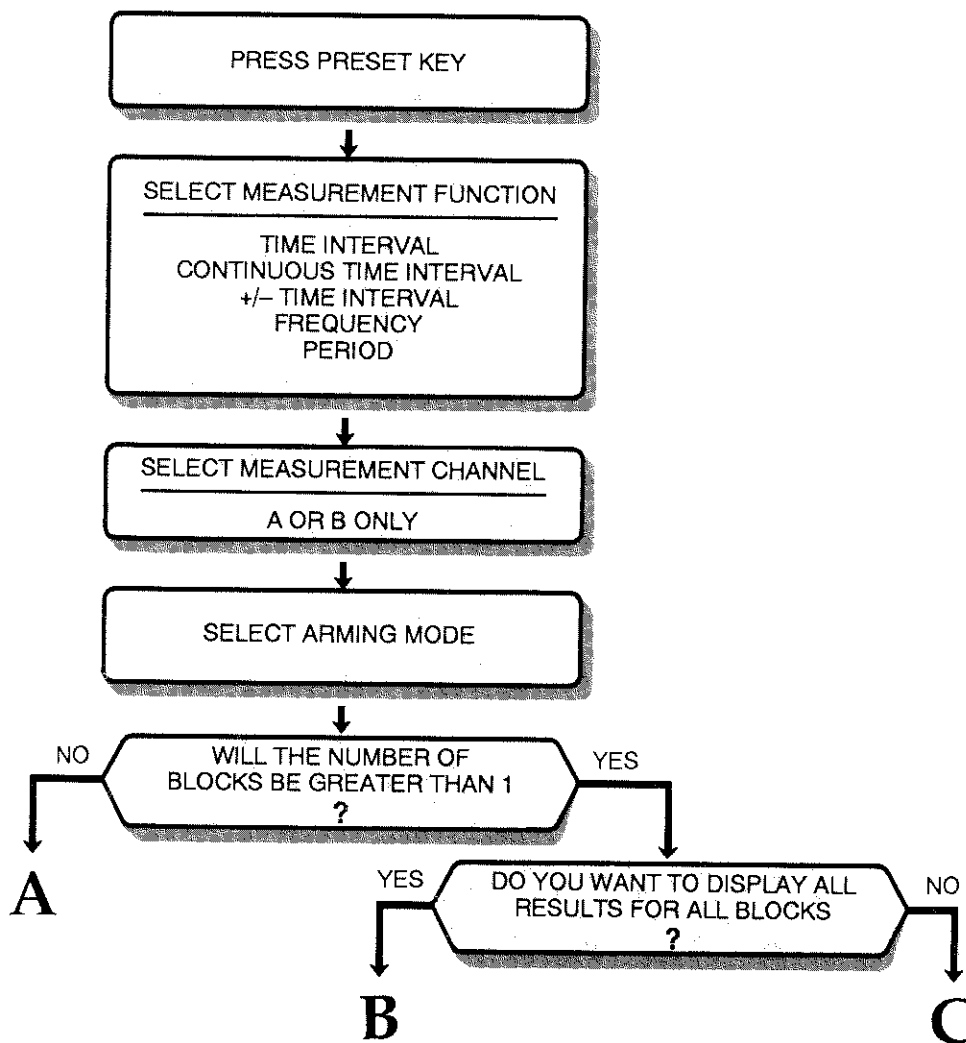 PRESS PRESET KEY
SELECT MEASUREMENT FUNCTION
TIME INTERVAL
CONTINUOUS TIME INTERVAL
+/– TIME INTERVAL
FREQUENCY
PERIOD
SELECT MEASUREMENT CHANNEL
A OR B ONLY
SELECT ARMING MODE
NO
WILL THE NUMBER OF
BLOCKS BE GREATER THAN 1
?
YES
A
YES
DO YOU WANT TO DISPLAY ALL
RESULTS FOR ALL BLOCKS
?
NO
B
C